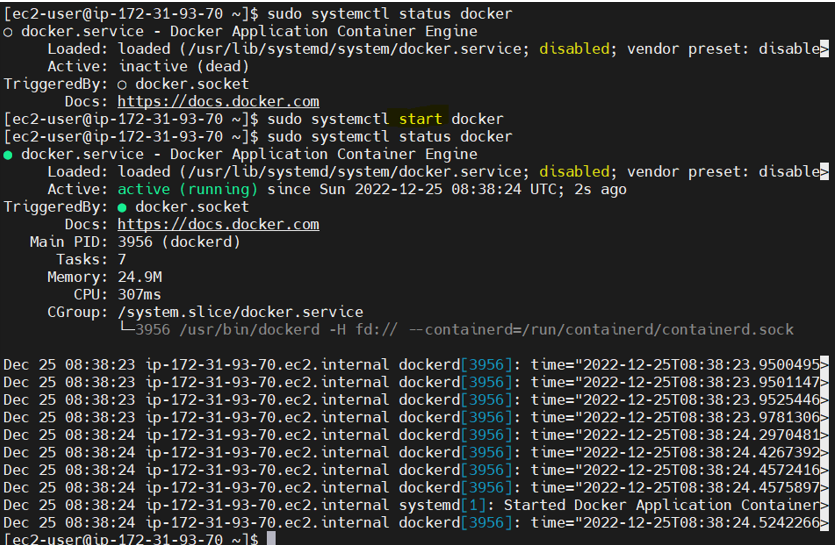 [ec2-user@ip-172-31-93-70 ~]$ sudo systemctl status docker
○ docker.service - Docker Application Container Engine
Loaded: loaded (/usr/lib/systemd/system/docker.service; disabled; vendor preset: disable>
Active: inactive (dead)
TriggeredBy: ○ docker.socket
Docs: https://docs.docker.com
[ec2-user@ip-172-31-93-70 ~]$ sudo systemctl start docker
[ec2-user@ip-172-31-93-70 ~]$ sudo systemctl status docker
● docker.service - Docker Application Container Engine
Loaded: loaded (/usr/lib/systemd/system/docker.service; disabled; vendor preset: disable>
Active: active (running) since Sun 2022-12-25 08:38:24 UTC; 2s ago
TriggeredBy: ● docker.socket
Docs: https://docs.docker.com
Main PID: 3956 (dockerd)
Tasks: 7
Memory: 24.9M
CPU: 307ms
CGroup: /system.slice/docker.service
└─3956 /usr/bin/dockerd -H fd:// --containerd=/run/containerd/containerd.sock
Dec 25 08:38:23 ip-172-31-93-70.ec2.internal dockerd[3956]: time="2022-12-25T08:38:23.9500495>
Dec 25 08:38:23 ip-172-31-93-70.ec2.internal dockerd[3956]: time="2022-12-25T08:38:23.9501147>
Dec 25 08:38:23 ip-172-31-93-70.ec2.internal dockerd[3956]: time="2022-12-25T08:38:23.9525446>
Dec 25 08:38:23 ip-172-31-93-70.ec2.internal dockerd[3956]: time="2022-12-25T08:38:23.9781306>
Dec 25 08:38:24 ip-172-31-93-70.ec2.internal dockerd[3956]: time="2022-12-25T08:38:24.2970481>
Dec 25 08:38:24 ip-172-31-93-70.ec2.internal dockerd[3956]: time="2022-12-25T08:38:24.4267392>
Dec 25 08:38:24 ip-172-31-93-70.ec2.internal dockerd[3956]: time="2022-12-25T08:38:24.4572416>
Dec 25 08:38:24 ip-172-31-93-70.ec2.internal dockerd[3956]: time="2022-12-25T08:38:24.4575897>
Dec 25 08:38:24 ip-172-31-93-70.ec2.internal systemd[1]: Started Docker Application Container>
Dec 25 08:38:24 ip-172-31-93-70.ec2.internal dockerd[3956]: time="2022-12-25T08:38:24.5242266>
[ec2-user@ip-172-31-93-70 ~]$